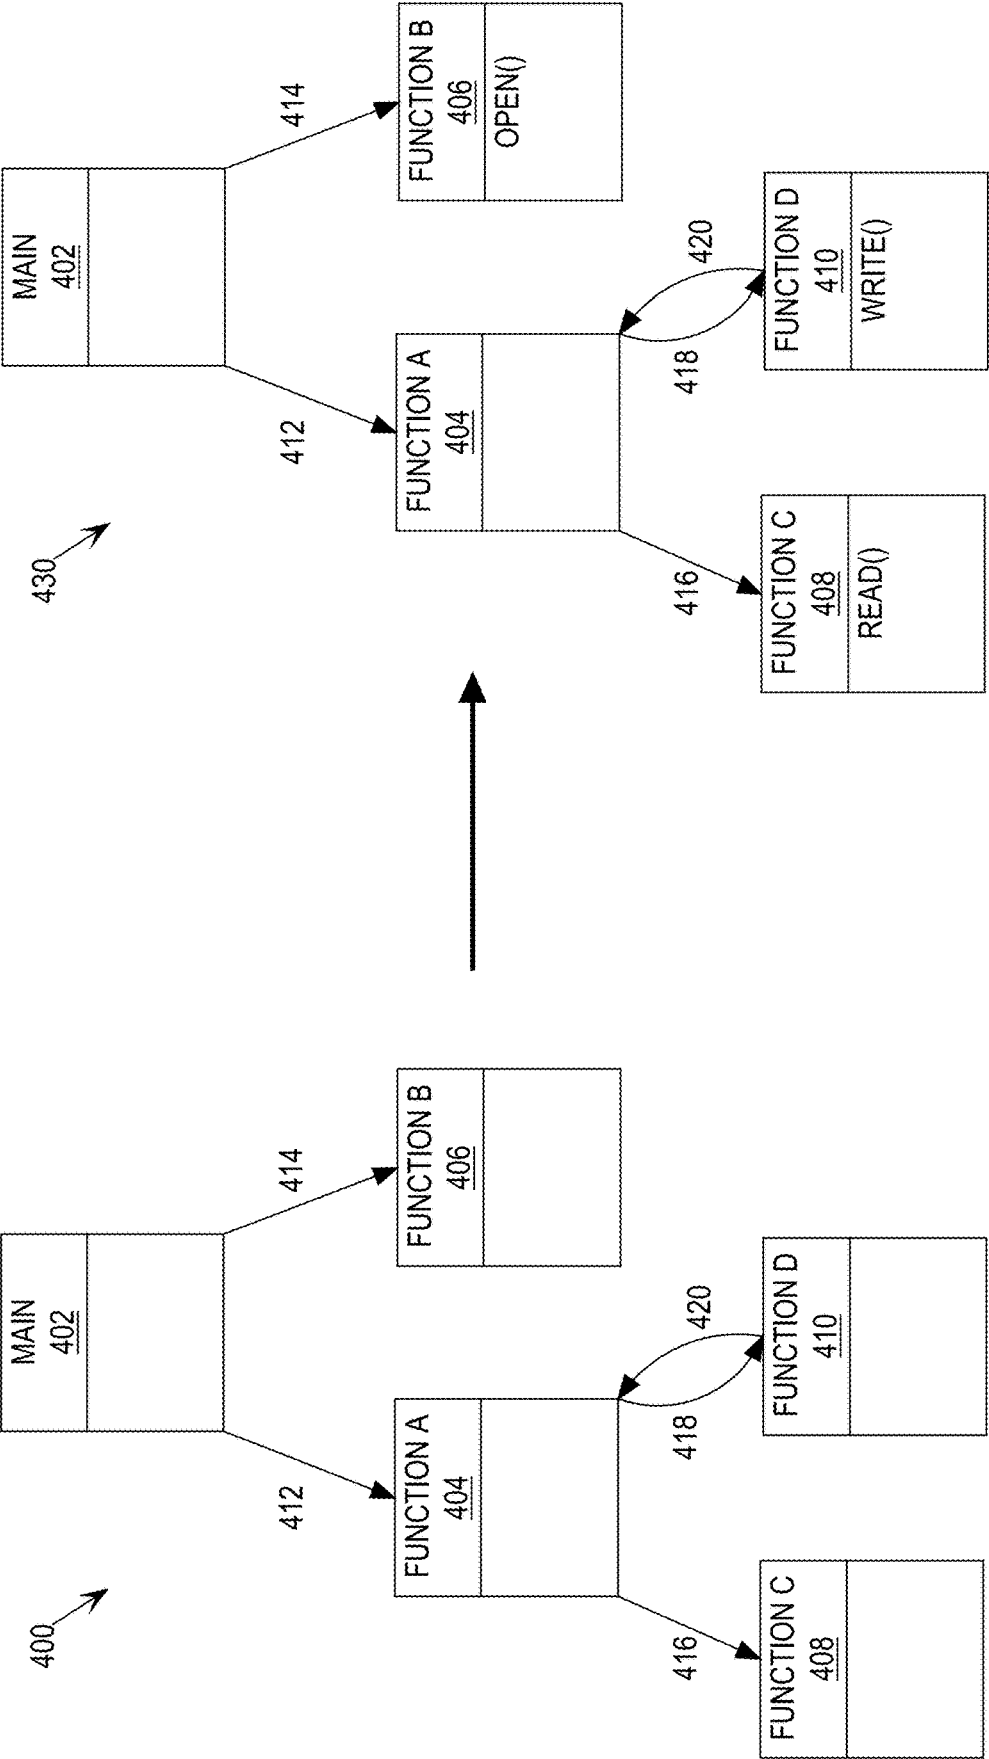 400
MAIN
402
412
414
FUNCTION A
404
FUNCTION B
406
416
418
420
FUNCTION C
408
FUNCTION D
410
430
MAIN
402
412
414
FUNCTION A
404
FUNCTION B
406
OPEN()
416
418
420
FUNCTION C
408
READ()
FUNCTION D
410
WRITE()